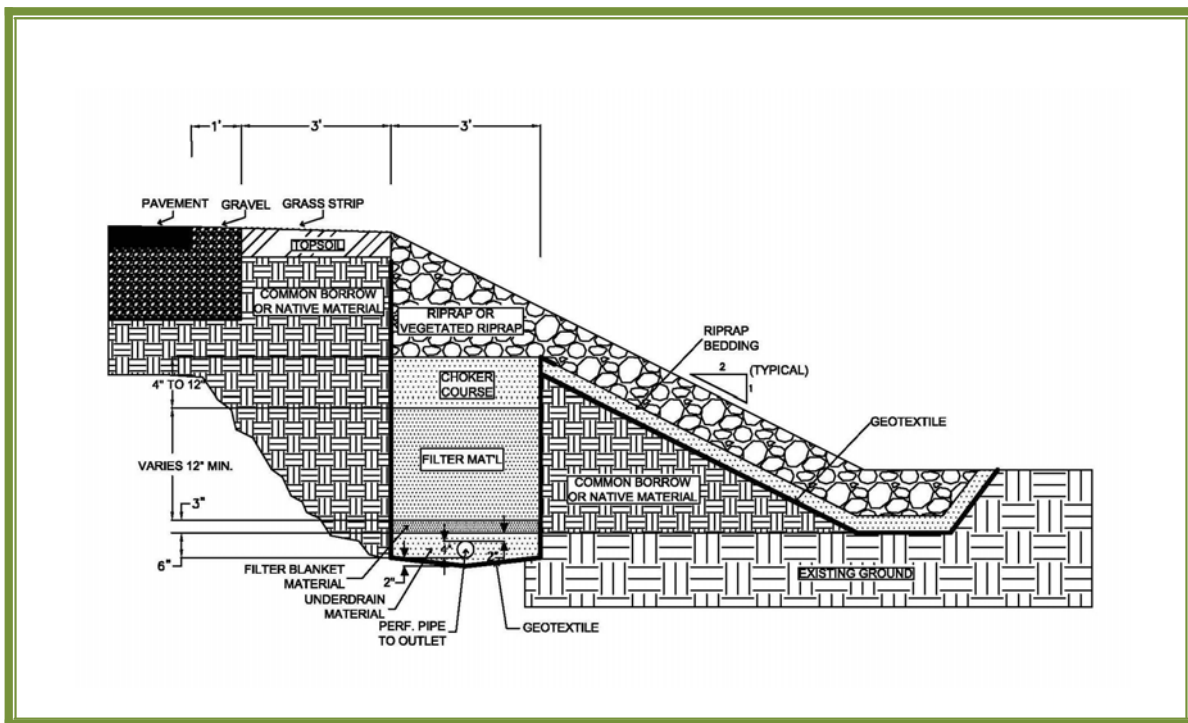 1'
3'
3'
PAVEMENT
GRAVEL
GRASS STRIP
TOPSOIL
COMMON BORROW
OR NATIVE MATERIAL
RIPRAP OR
VEGETATED RIPRAP
RIPRAP
BEDDING
2
(TYPICAL)
1
4" TO 12"
CHOKER
COURSE
GEOTEXTILE
VARIES 12" MIN.
FILTER MAT'L
COMMON BORROW
OR NATIVE MATERIAL
3"
6"
4"
2"
FILTER BLANKET
MATERIAL
2"
EXISTING GROUND
UNDERDRAIN
MATERIAL
PERF. PIPE
TO OUTLET
GEOTEXTILE